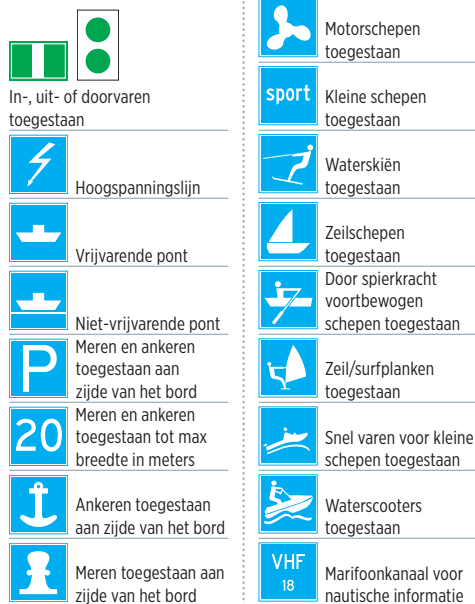 In-, uit- of doorvaren
toegestaan
Hoogspanningslijn
Vrijvarende pont
Niet-vrijvarende pont
P
Meren en ankeren
toegestaan aan
zijde van het bord
20
Meren en ankeren
toegestaan tot max
breedte in meters
Ankeren toegestaan
aan zijde van het bord
Meren toegestaan aan
zijde van het bord
Motorschepen
toegestaan
sport
Kleine schepen
toegestaan
Waterskiën
toegestaan
Zeilschepen
toegestaan
Door spierkracht
voortbewogen
schepen toegestaan
Zeil/surfplanken
toegestaan
Snel varen voor kleine
schepen toegestaan
Waterscooters
toegestaan
VHF
18
Marifoonkanaal voor
nautische informatie